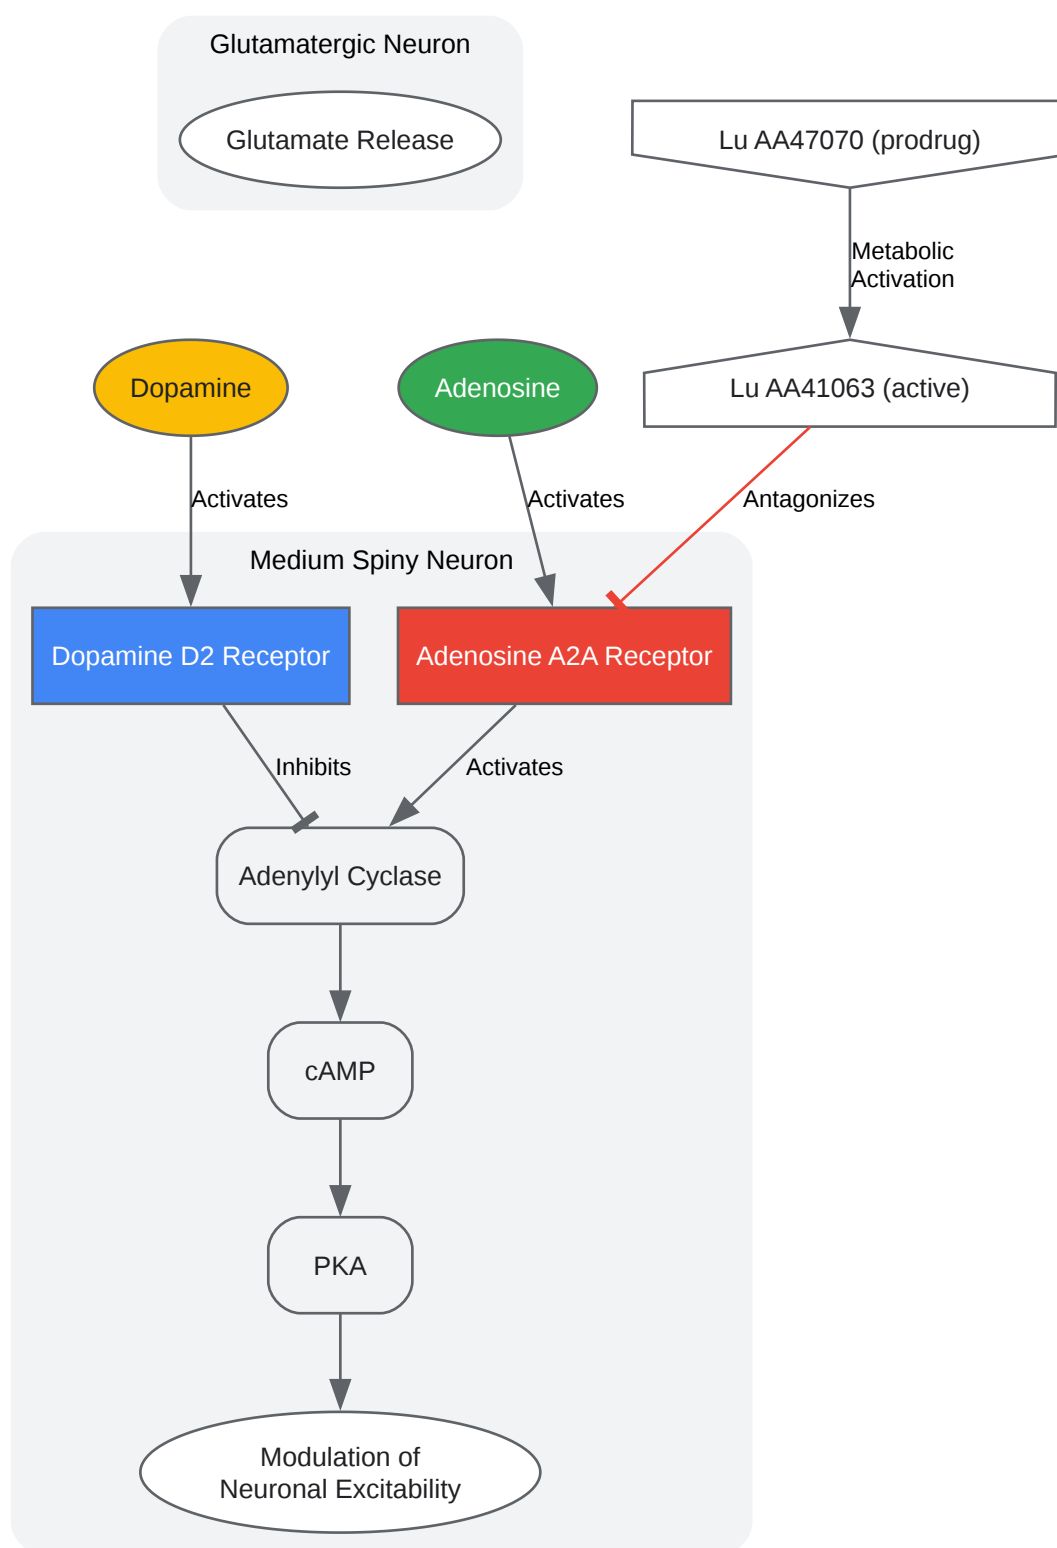 Glutamatergic Neuron
Glutamate Release
Lu AA47070 (prodrug)
Metabolic
Activation
Dopamine
Adenosine
Lu AA41063 (active)
Activates
Activates
Antagonizes
Medium Spiny Neuron
Dopamine D2 Receptor
Adenosine A2A Receptor
Inhibits
Activates
Adenylyl Cyclase
cAMP
PKA
Modulation of
Neuronal Excitability